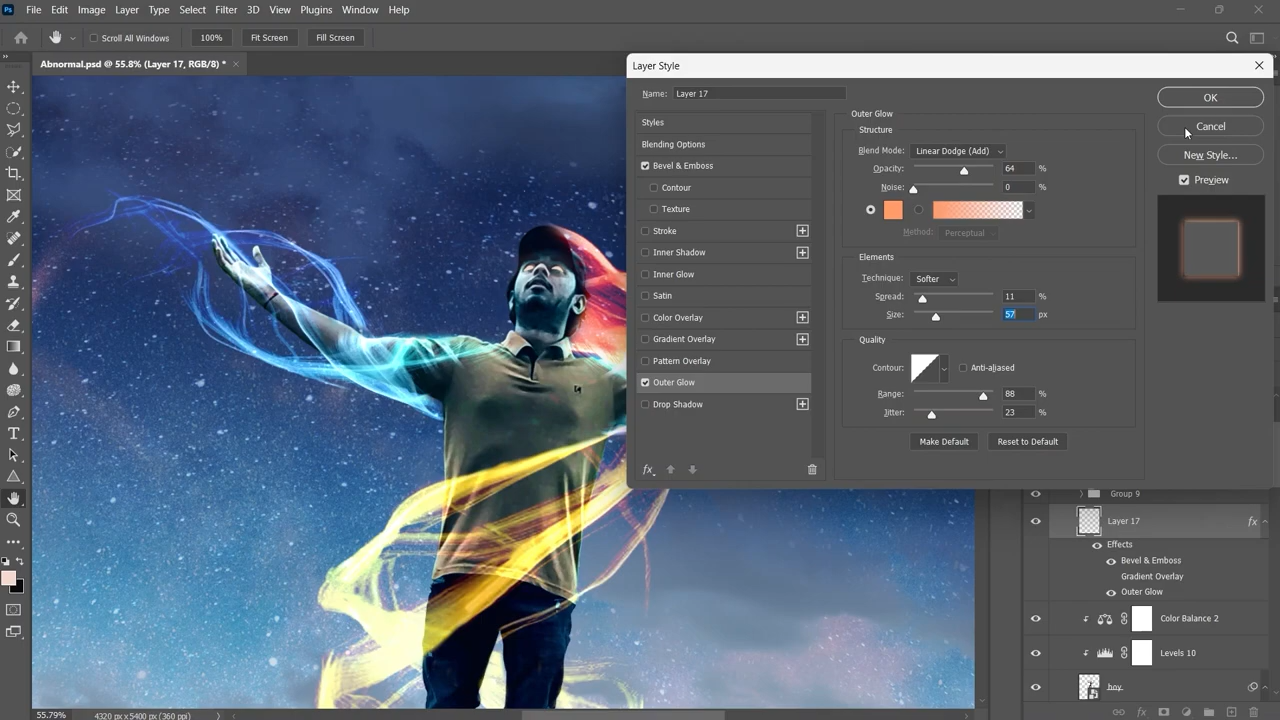 File Edit Image Layer Type Select Filter 3D View Plugins Window Help
Scroll All Windows 100% Fit Screen Fill Screen
Abnormal.psd @ 55.8% (Layer 17, RGB/8) *
Layer Style
Name: Layer 17
Styles
Blending Options
Bevel & Emboss
Contour
Texture
Stroke
Inner Shadow
Inner Glow
Satin
Color Overlay
Gradient Overlay
Pattern Overlay
Outer Glow
Drop Shadow
fx
Outer Glow
Structure
Blend Mode: Linear Dodge (Add)
Opacity: 64 %
Noise: 0 %
Method: Perceptual
Elements
Technique: Softer
Spread: 11 %
Size: 57 px
Quality
Contour: Anti-aliased
Range: 88 %
Jitter: 23 %
Make Default Reset to Default
OK
Cancel
New Style...
Preview
Group 9
Layer 17 fx
Effects
Bevel & Emboss
Gradient Overlay
Outer Glow
Color Balance 2
Levels 10
boy
fx
55.79% 4320 px x 5400 px (360 ppi)
Ps
T